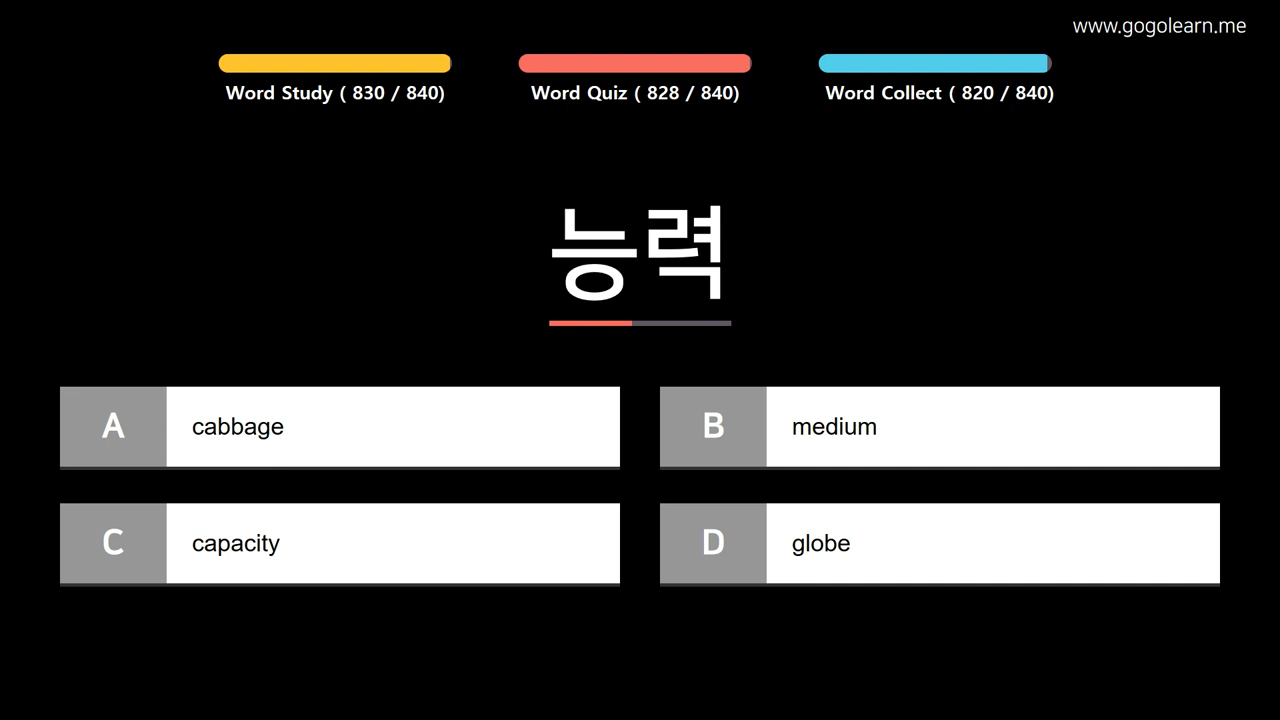 www.gogolearn.me
Word Study ( 830 / 840)
Word Quiz ( 828 / 840)
Word Collect ( 820 / 840)
능력
A cabbage
B medium
C capacity
D globe